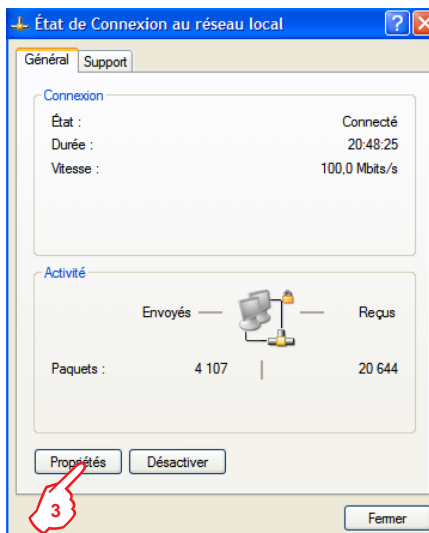 État de Connexion au réseau local
Général Support
Connexion
État : Connecté
Durée : 20:48:25
Vitesse : 100,0 Mbits/s
Activité
Envoyés Reçus
Paquets : 4 107 20 644
Propriétés Désactiver
3
Fermer